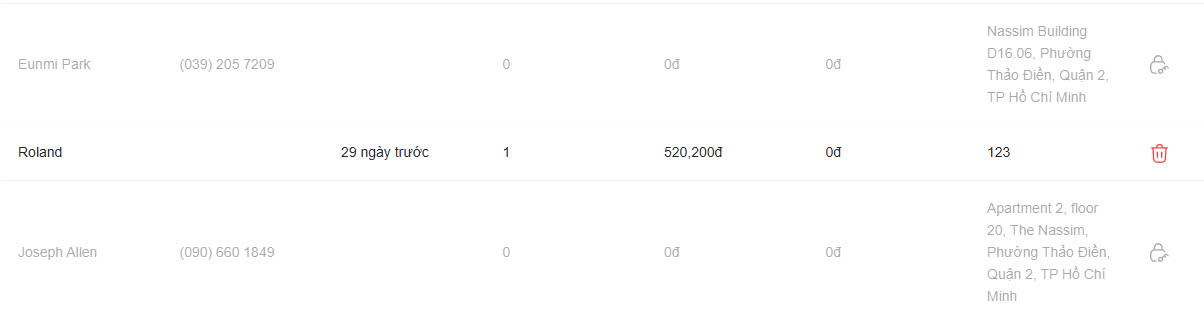 Eunmi Park (039) 205 7209 0 0đ 0đ
Nassim Building
D16.06, Phường
Thảo Điền, Quận 2,
TP Hồ Chí Minh
Roland 29 ngày trước 1 520,200đ 0đ 123
Joseph Allen (090) 660 1849 0 0đ 0đ
Apartment 2, floor
20, The Nassim,
Phường Thảo Điền,
Quận 2, TP Hồ Chí
Minh